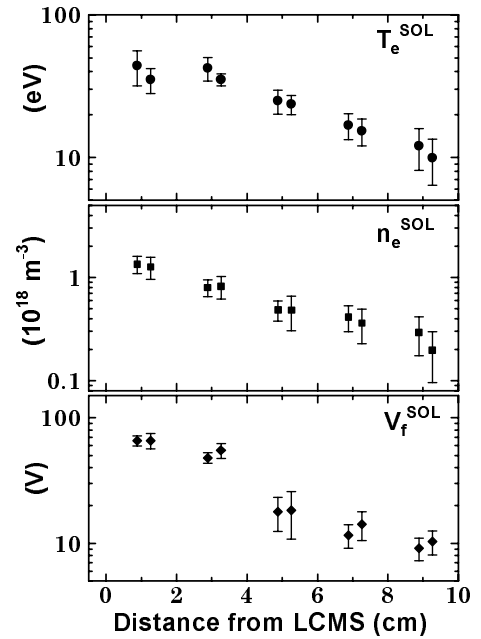 100
T_e^SOL
(eV)
10
n_e^SOL
1
(10^18 m^-3)
0.1
100
V_f^SOL
(V)
10
0 2 4 6 8 10
Distance from LCMS (cm)